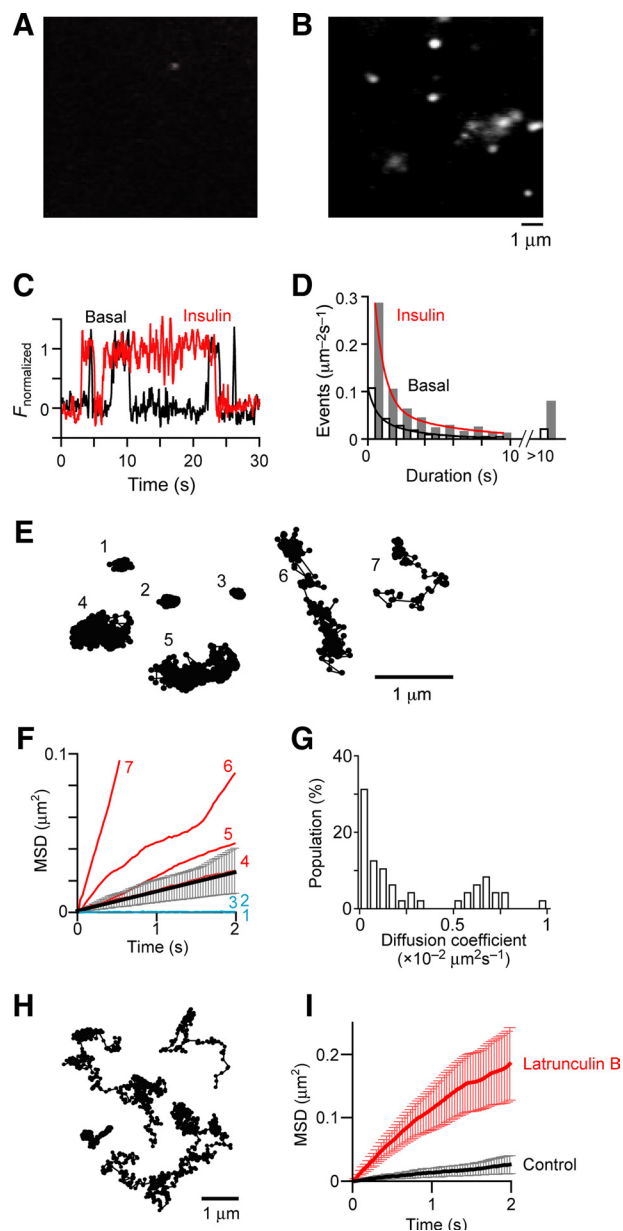 A
B
1 µm
C
Basal
Insulin
1
0
Fnormalized
0
10
20
30
Time (s)
D
0.3
0.2
0.1
0
Events (µm–2s–1)
Insulin
Basal
0
10
>10
Duration (s)
E
1
2
3
4
5
6
7
1 µm
F
0.1
0
MSD (µm2)
7
6
5
4
3 2
1
0
1
2
Time (s)
G
40
20
0
Population (%)
0
0.5
1
Diffusion coefficient
(×10–2 µm2s–1)
H
1 µm
I
0.2
0.1
0
MSD (µm2)
Latrunculin B
Control
0
1
2
Time (s)